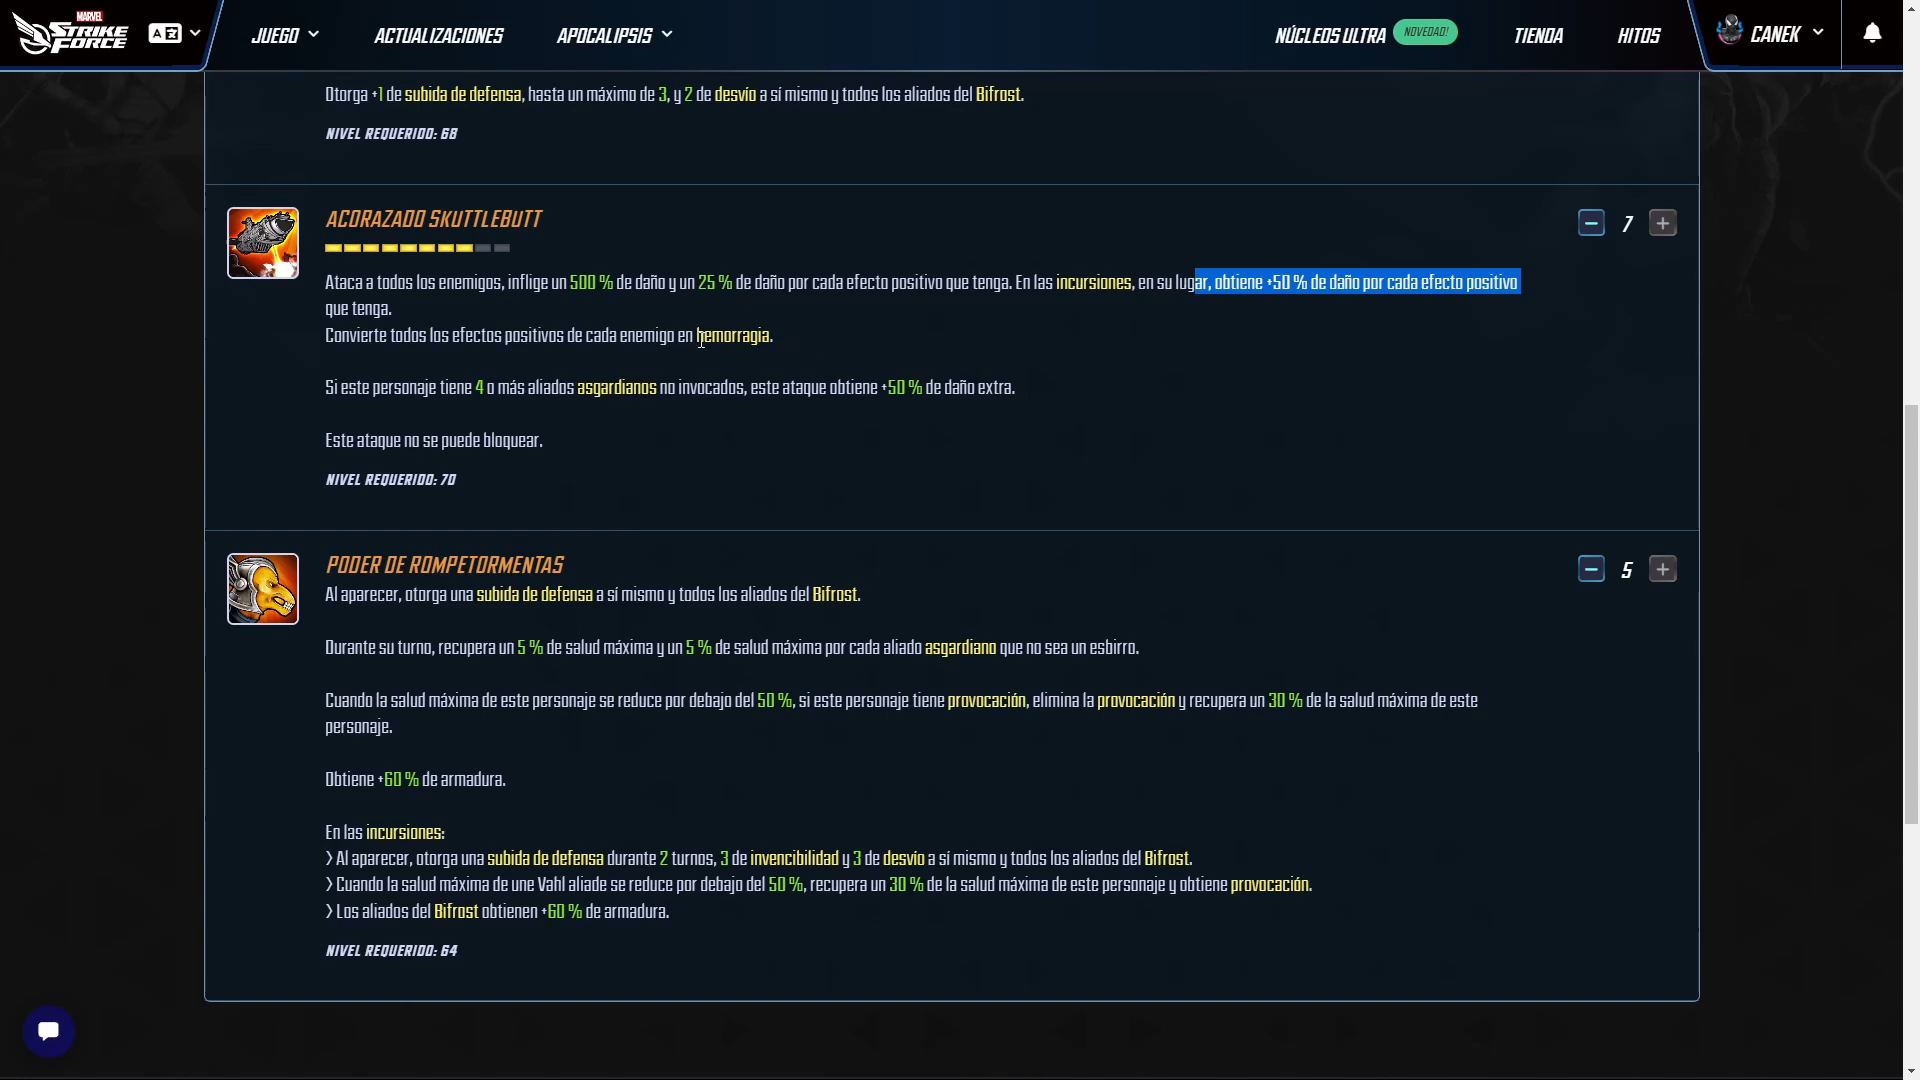 MARVEL
STRIKE
FORCE
JUEGO
ACTUALIZACIONES
APOCALIPSIS
NÚCLEOS ULTRA
NOVEDAD!
TIENDA
HITOS
CANEK
Otorga +1 de subida de defensa, hasta un máximo de 3, y 2 de desvío a sí mismo y todos los aliados del Bifrost.
NIVEL REQUERIDO: 68
ACORAZADO SKUTTLEBUTT
7
Ataca a todos los enemigos, inflige un 500 % de daño y un 25 % de daño por cada efecto positivo que tenga. En las incursiones, en su lugar, obtiene +50 % de daño por cada efecto positivo
que tenga.
Convierte todos los efectos positivos de cada enemigo en hemorragia.
Si este personaje tiene 4 o más aliados asgardianos no invocados, este ataque obtiene +50 % de daño extra.
Este ataque no se puede bloquear.
NIVEL REQUERIDO: 70
PODER DE ROMPETORMENTAS
5
Al aparecer, otorga una subida de defensa a sí mismo y todos los aliados del Bifrost.
Durante su turno, recupera un 5 % de salud máxima y un 5 % de salud máxima por cada aliado asgardiano que no sea un esbirro.
Cuando la salud máxima de este personaje se reduce por debajo del 50 %, si este personaje tiene provocación, elimina la provocación y recupera un 30 % de la salud máxima de este
personaje.
Obtiene +60 % de armadura.
En las incursiones:
> Al aparecer, otorga una subida de defensa durante 2 turnos, 3 de invencibilidad y 3 de desvío a sí mismo y todos los aliados del Bifrost.
> Cuando la salud máxima de une Vahl aliade se reduce por debajo del 50 %, recupera un 30 % de la salud máxima de este personaje y obtiene provocación.
> Los aliados del Bifrost obtienen +60 % de armadura.
NIVEL REQUERIDO: 64